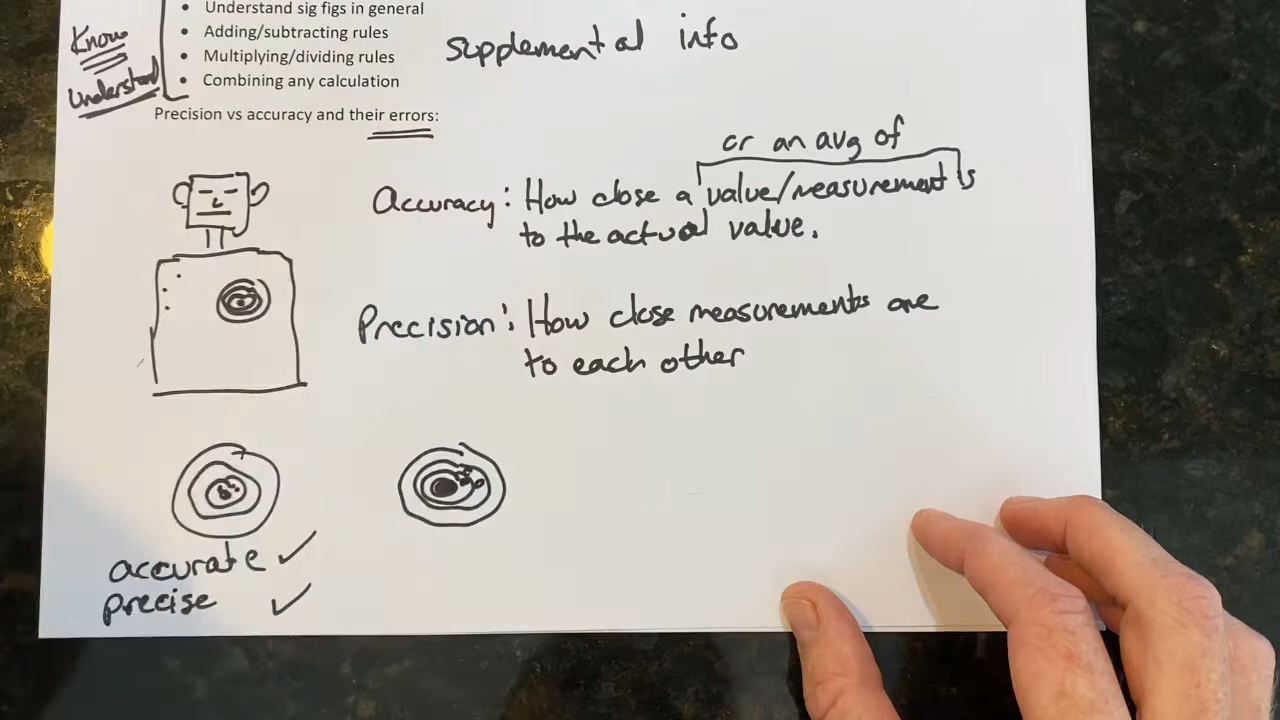 • Understand sig figs in general
• Adding/subtracting rules
• Multiplying/dividing rules
• Combining any calculation
Know
Understand
supplemental info
Precision vs accuracy and their errors:
or an avg of
Accuracy: How close a value/measurement is
to the actual value.
Precision: How close measurements are
to each other
accurate ✓
precise ✓